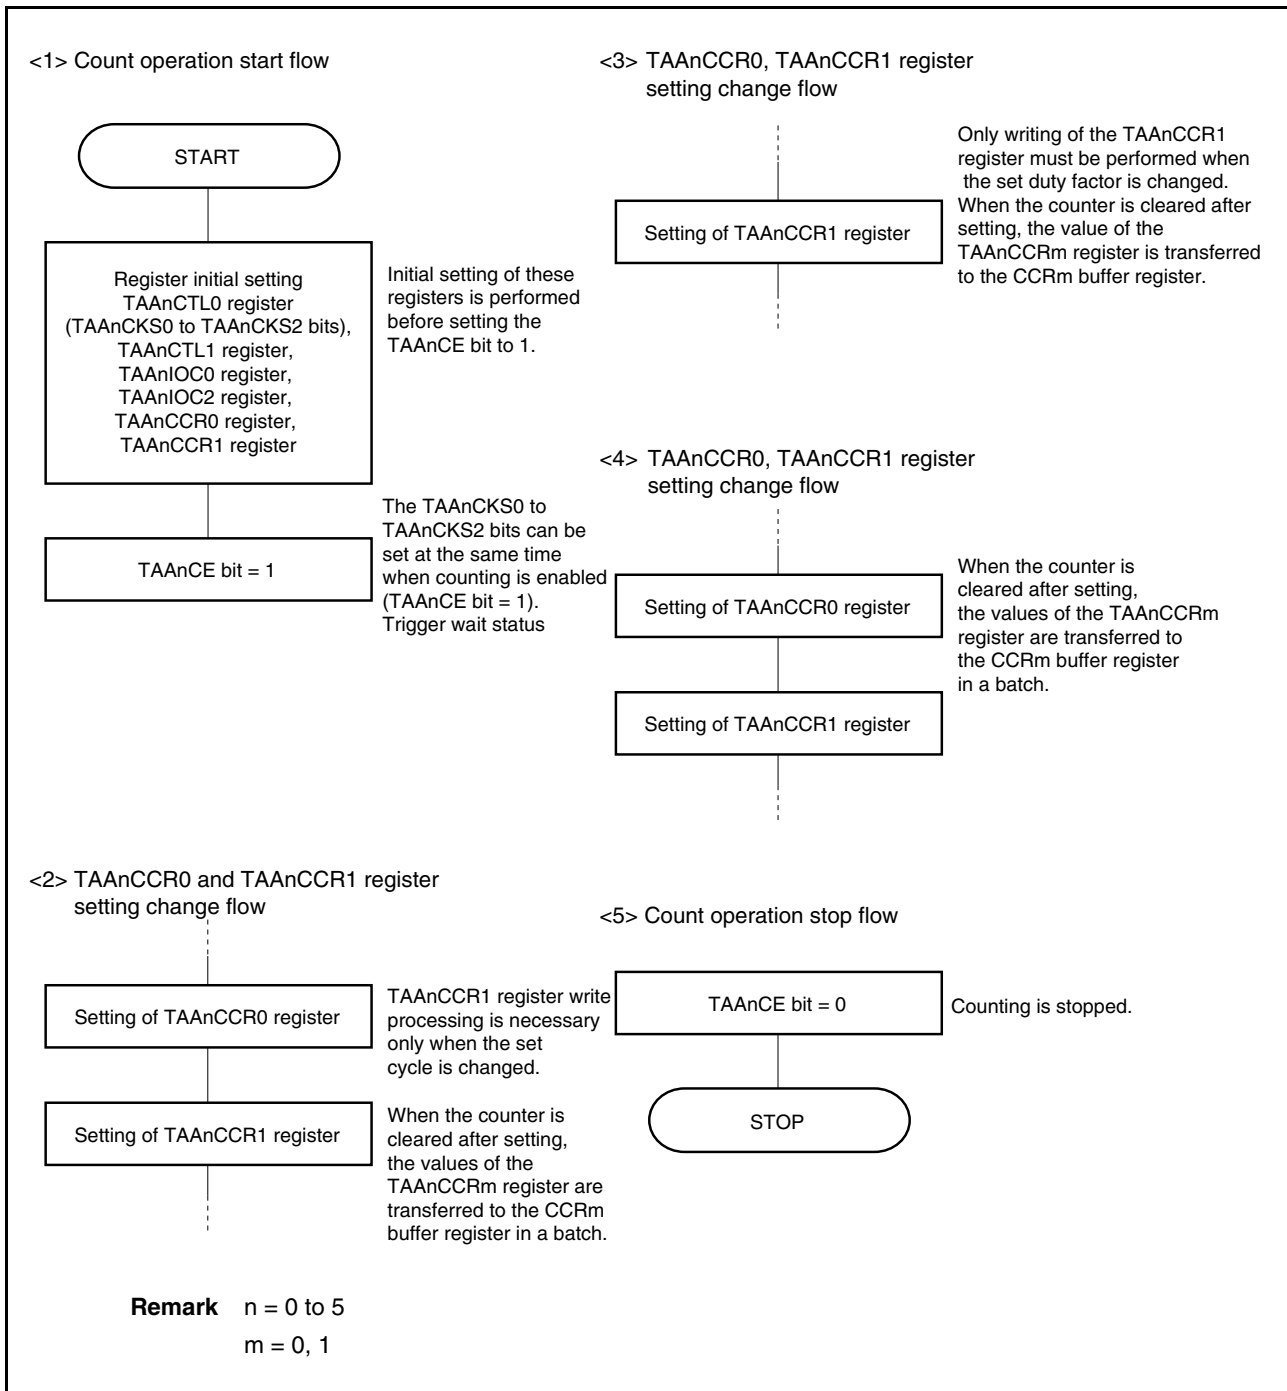 <1> Count operation start flow
START
Register initial setting
TAAnCTL0 register
(TAAnCKS0 to TAAnCKS2 bits),
TAAnCTL1 register,
TAAnIOC0 register,
TAAnIOC2 register,
TAAnCCR0 register,
TAAnCCR1 register
Initial setting of these
registers is performed
before setting the
TAAnCE bit to 1.
TAAnCE bit = 1
The TAAnCKS0 to
TAAnCKS2 bits can be
set at the same time
when counting is enabled
(TAAnCE bit = 1).
Trigger wait status
<2> TAAnCCR0 and TAAnCCR1 register
setting change flow
Setting of TAAnCCR0 register
TAAnCCR1 register write
processing is necessary
only when the set
cycle is changed.
Setting of TAAnCCR1 register
When the counter is
cleared after setting,
the values of the
TAAnCCRm register are
transferred to the CCRm
buffer register in a batch.
<3> TAAnCCR0, TAAnCCR1 register
setting change flow
Setting of TAAnCCR1 register
Only writing of the TAAnCCR1
register must be performed when
the set duty factor is changed.
When the counter is cleared after
setting, the value of the
TAAnCCRm register is transferred
to the CCRm buffer register.
<4> TAAnCCR0, TAAnCCR1 register
setting change flow
Setting of TAAnCCR0 register
When the counter is
cleared after setting,
the values of the TAAnCCRm
register are transferred to
the CCRm buffer register
in a batch.
Setting of TAAnCCR1 register
<5> Count operation stop flow
TAAnCE bit = 0
Counting is stopped.
STOP
Remark n = 0 to 5
m = 0, 1